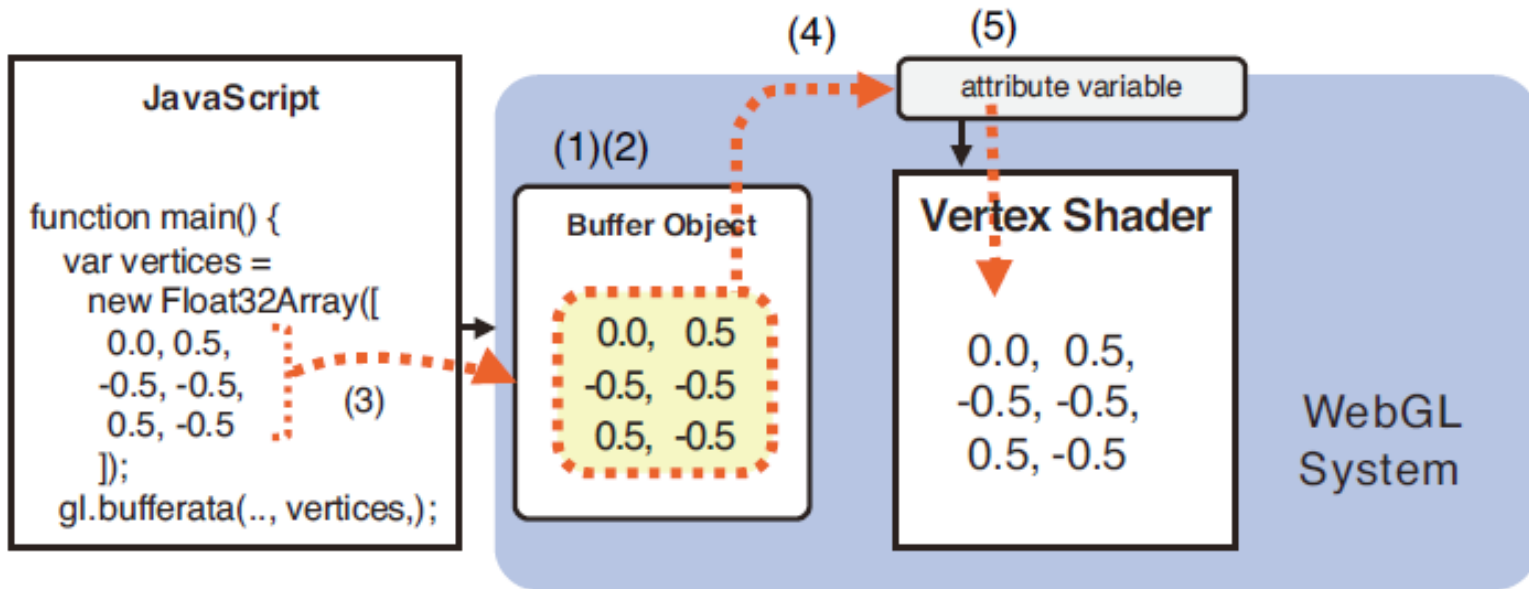 JavaScript
function main() {
var vertices =
new Float32Array([
0.0, 0.5,
-0.5, -0.5,
0.5, -0.5
]);
gl.bufferata(.., vertices,);
(3)
(1)(2)
Buffer Object
0.0, 0.5
-0.5, -0.5
0.5, -0.5
(4)
(5)
attribute variable
Vertex Shader
0.0, 0.5,
-0.5, -0.5,
0.5, -0.5
WebGL
System